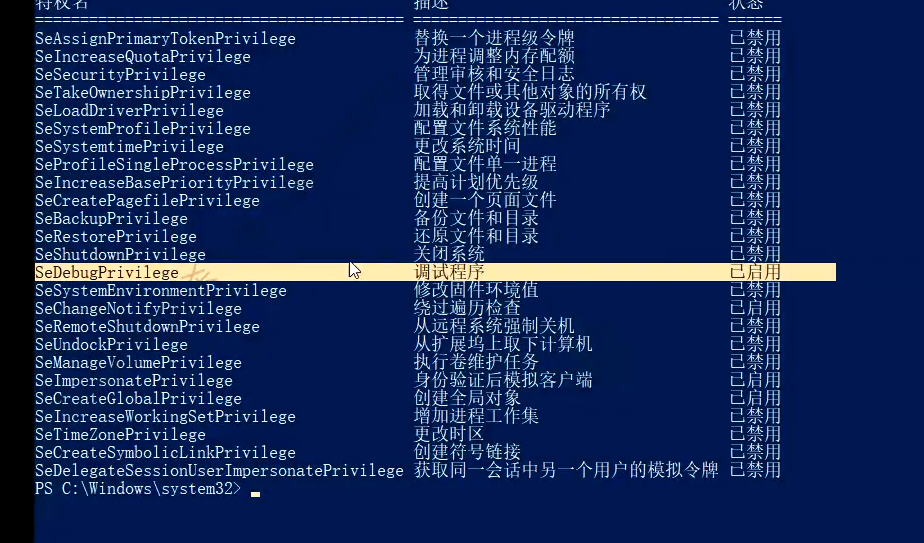 特权名 描述 状态
======================================== ================================== ======
SeAssignPrimaryTokenPrivilege 替换一个进程级令牌 已禁用
SeIncreaseQuotaPrivilege 为进程调整内存配额 已禁用
SeSecurityPrivilege 管理审核和安全日志 已禁用
SeTakeOwnershipPrivilege 取得文件或其他对象的所有权 已禁用
SeLoadDriverPrivilege 加载和卸载设备驱动程序 已禁用
SeSystemProfilePrivilege 配置文件系统性能 已禁用
SeSystemtimePrivilege 更改系统时间 已禁用
SeProfileSingleProcessPrivilege 配置文件单一进程 已禁用
SeIncreaseBasePriorityPrivilege 提高计划优先级 已禁用
SeCreatePagefilePrivilege 创建一个页面文件 已禁用
SeBackupPrivilege 备份文件和目录 已禁用
SeRestorePrivilege 还原文件和目录 已禁用
SeShutdownPrivilege 关闭系统 已禁用
SeDebugPrivilege 调试程序 已启用
SeSystemEnvironmentPrivilege 修改固件环境值 已禁用
SeChangeNotifyPrivilege 绕过遍历检查 已启用
SeRemoteShutdownPrivilege 从远程系统强制关机 已禁用
SeUndockPrivilege 从扩展坞上取下计算机 已禁用
SeManageVolumePrivilege 执行卷维护任务 已禁用
SeImpersonatePrivilege 身份验证后模拟客户端 已启用
SeCreateGlobalPrivilege 创建全局对象 已启用
SeIncreaseWorkingSetPrivilege 增加进程工作集 已禁用
SeTimeZonePrivilege 更改时区 已禁用
SeCreateSymbolicLinkPrivilege 创建符号链接 已禁用
SeDelegateSessionUserImpersonatePrivilege 获取同一会话中另一个用户的模拟令牌 已禁用
PS C:\Windows\system32>